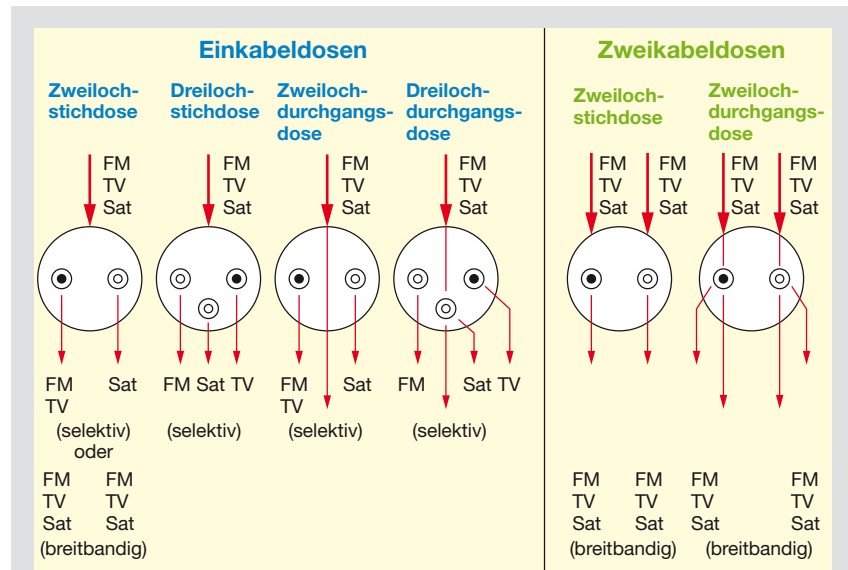 Einkabeldosen
Zweiloch-
stichdose
Dreiloch-
stichdose
Zweiloch-
durchgangs-
dose
Dreiloch-
durchgangs-
dose
FM
TV
Sat
FM
TV
Sat
FM
TV
Sat
FM
TV
Sat
FM
TV
Sat
(selektiv)
oder
FM
TV
Sat
FM
TV
Sat
(breitbandig)
FM Sat TV
(selektiv)
FM
TV
Sat
(selektiv)
FM
Sat TV
(selektiv)
Zweikabeldosen
Zweiloch-
stichdose
Zweiloch-
durchgangs-
dose
FM
TV
Sat
FM
TV
Sat
FM
TV
Sat
FM
TV
Sat
FM
TV
Sat
FM
TV
Sat
(breitbandig)
FM
TV
Sat
FM
TV
Sat
(breitbandig)